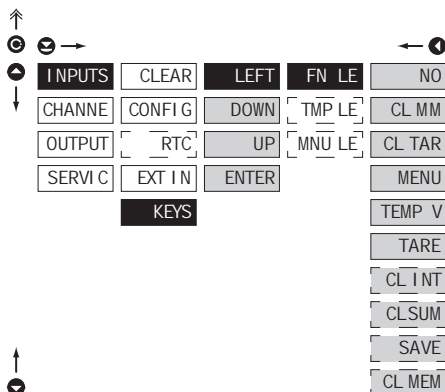 INPUTS CLEAR LEFT FN LE NO
CHANNE CONFIG DOWN TMP LE CL MM
OUTPUT RTC UP MNU LE CL TAR
SERVIC EXT IN ENTER MENU
KEYS TEMP V
TARE
CL INT
CLSUM
SAVE
CL MEM